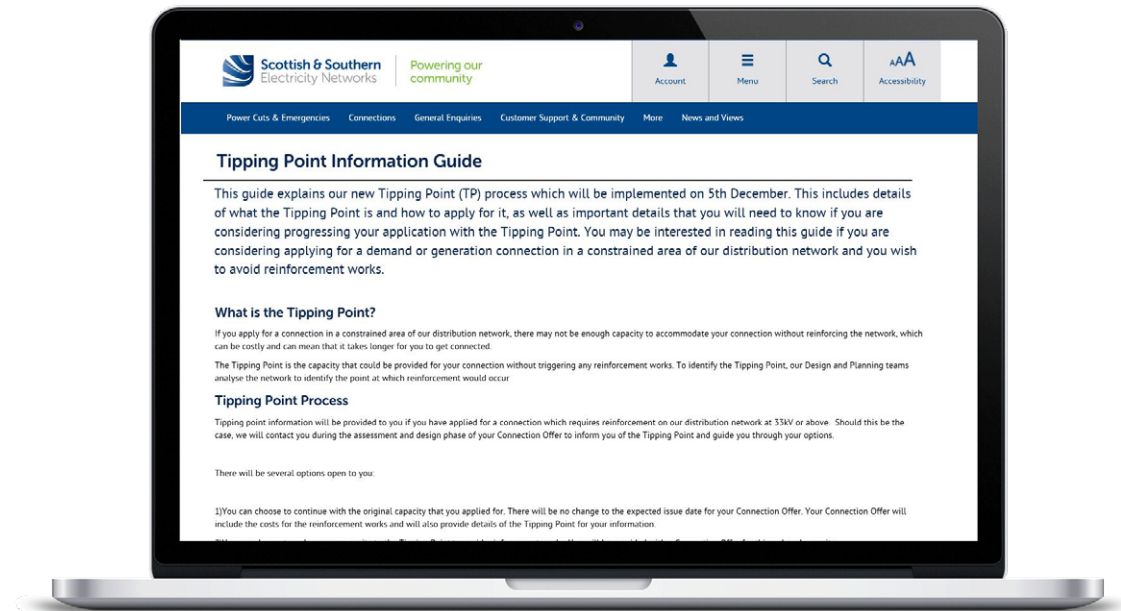 Scottish & Southern
Electricity Networks
Powering our
community
Account
Menu
Search
AAA
Accessibility
Power Cuts & Emergencies
Connections
General Enquiries
Customer Support & Community
More
News and Views
Tipping Point Information Guide
This guide explains our new Tipping Point (TP) process which will be implemented on 5th December. This includes details
of what the Tipping Point is and how to apply for it, as well as important details that you will need to know if you are
considering progressing your application with the Tipping Point. You may be interested in reading this guide if you are
considering applying for a demand or generation connection in a constrained area of our distribution network and you wish
to avoid reinforcement works.
What is the Tipping Point?
If you apply for a connection in a constrained area of our distribution network, there may not be enough capacity to accommodate your connection without reinforcing the network, which
can be costly and can mean that it takes longer for you to get connected.
The Tipping Point is the capacity that could be provided for your connection without triggering any reinforcement works. To identify the Tipping Point, our Design and Planning teams
analyse the network to identify the point at which reinforcement would occur
Tipping Point Process
Tipping point information will be provided to you if you have applied for a connection which requires reinforcement on our distribution network at 33kV or above. Should this be the
case, we will contact you during the assessment and design phase of your Connection Offer to inform you of the Tipping Point and guide you through your options.
There will be several options open to you:
1)You can choose to continue with the original capacity that you applied for. There will be no change to the expected issue date for your Connection Offer. Your Connection Offer will
include the costs for the reinforcement works and will also provide details of the Tipping Point for your information.